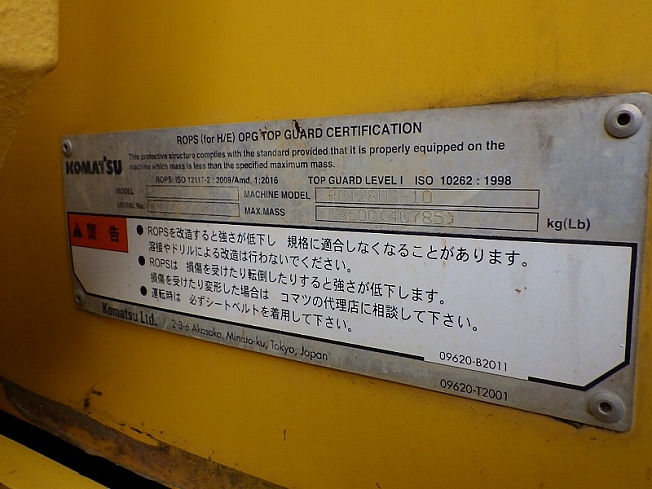 ROPS (for H/E) OPG TOP GUARD CERTIFICATION
KOMATSU
This protective structure complies with the standard provided that it is properly equipped on the
machine which mass is less than the specified maximum mass.
ROPS: ISO 12117-2 : 2008/Amd. 1:2016 TOP GUARD LEVEL I ISO 10262 : 1998
MODEL MACHINE MODEL
SERIAL No. MAX.MASS kg(Lb)
警告
● ROPSを改造すると強さが低下し 規格に適合しなくなることがあります。
溶接やドリルによる改造は行わないでください。
● ROPSは 損傷を受けたり転倒したりすると強さが低下します。
損傷を受けたり変形した場合は コマツの代理店に相談して下さい。
● 運転時は 必ずシートベルトを着用して下さい。
Komatsu Ltd. 2-3-6 Akasaka, Minato-ku, Tokyo, Japan
09620-B2011
09620-T2001